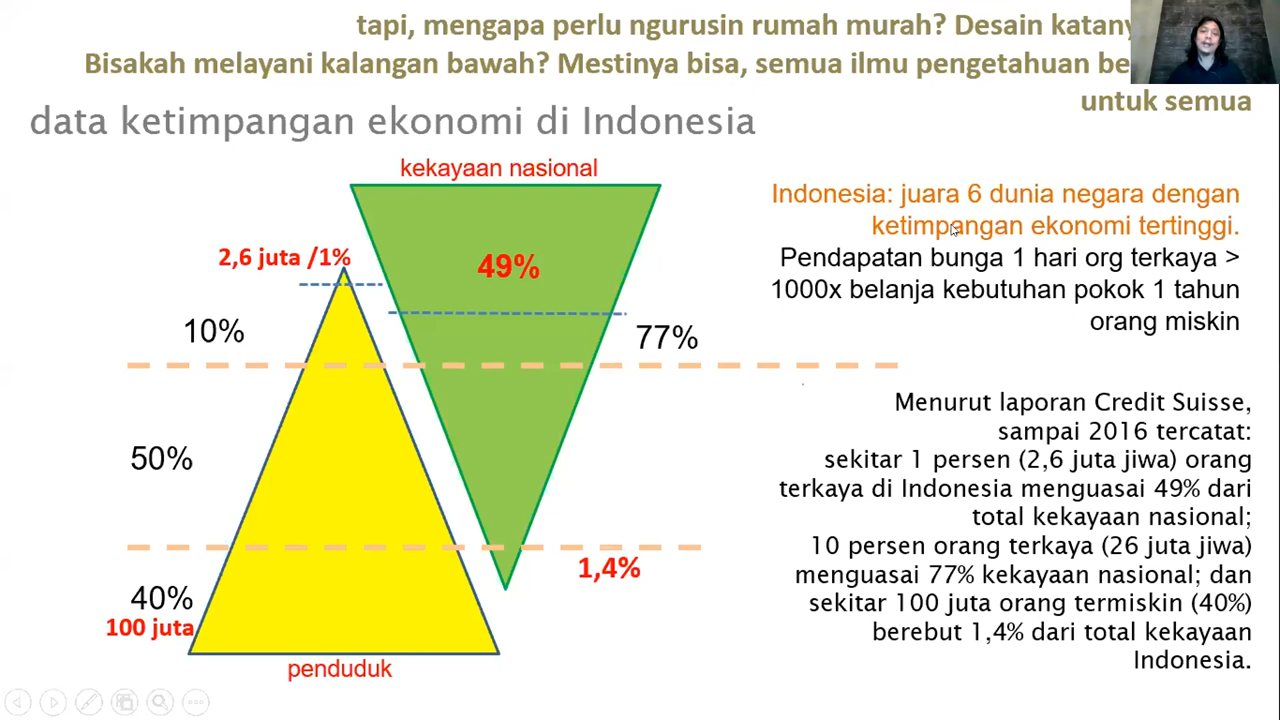 tapi, mengapa perlu ngurusin rumah murah? Desain
Bisakah melayani kalangan bawah? Mestinya bisa, semua ilmu pengetahuan
untuk semua
data ketimpangan ekonomi di Indonesia
kekayaan nasional
Indonesia: juara 6 dunia negara dengan
ketimpangan ekonomi tertinggi.
Pendapatan bunga 1 hari org terkaya >
1000x belanja kebutuhan pokok 1 tahun
orang miskin
2,6 juta /1%
49%
10%
77%
50%
Menurut laporan Credit Suisse,
sampai 2016 tercatat:
sekitar 1 persen (2,6 juta jiwa) orang
terkaya di Indonesia menguasai 49% dari
total kekayaan nasional;
10 persen orang terkaya (26 juta jiwa)
menguasai 77% kekayaan nasional; dan
sekitar 100 juta orang termiskin (40%)
berebut 1,4% dari total kekayaan
Indonesia.
1,4%
40%
100 juta
penduduk